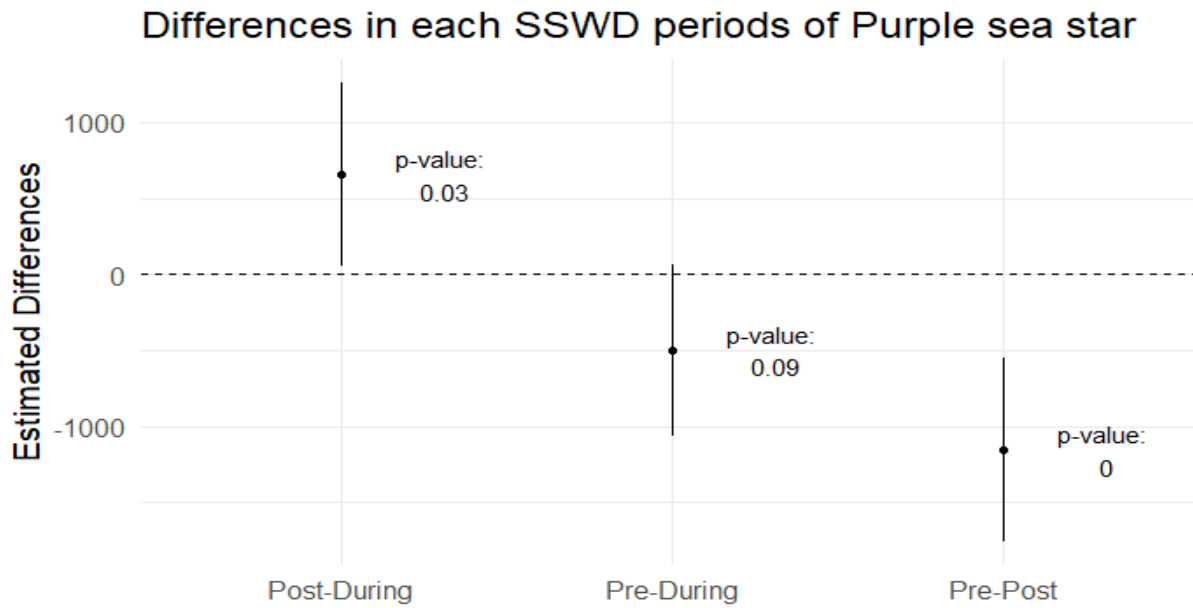 Differences in each SSWD periods of Purple sea star
Estimated Differences
1000
0
-1000
p-value:
0.03
p-value:
0.09
p-value:
0
Post-During
Pre-During
Pre-Post